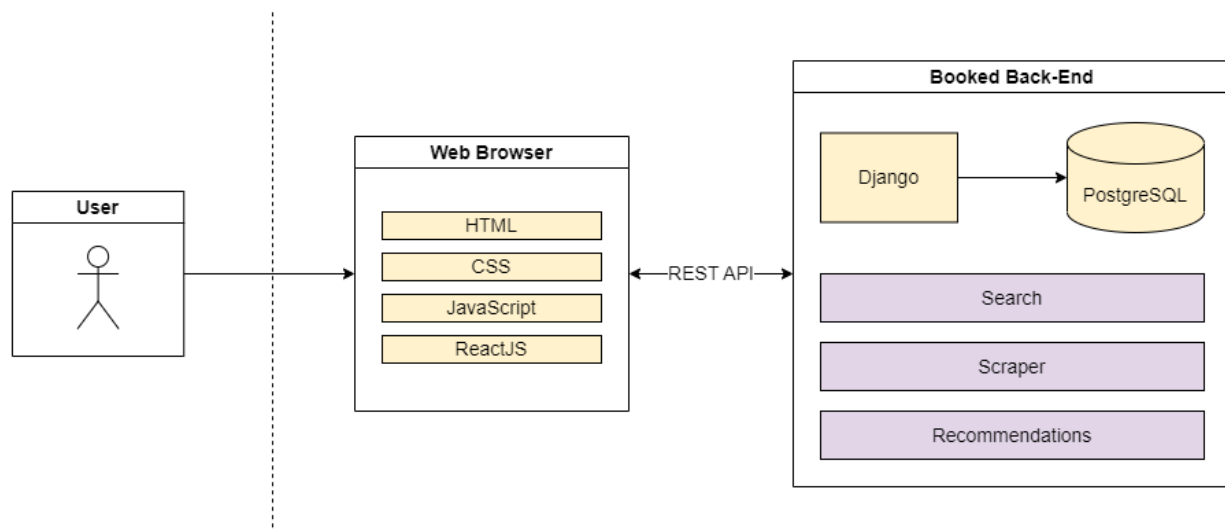 User
Web Browser
HTML
CSS
JavaScript
ReactJS
REST API
Booked Back-End
Django
PostgreSQL
Search
Scraper
Recommendations